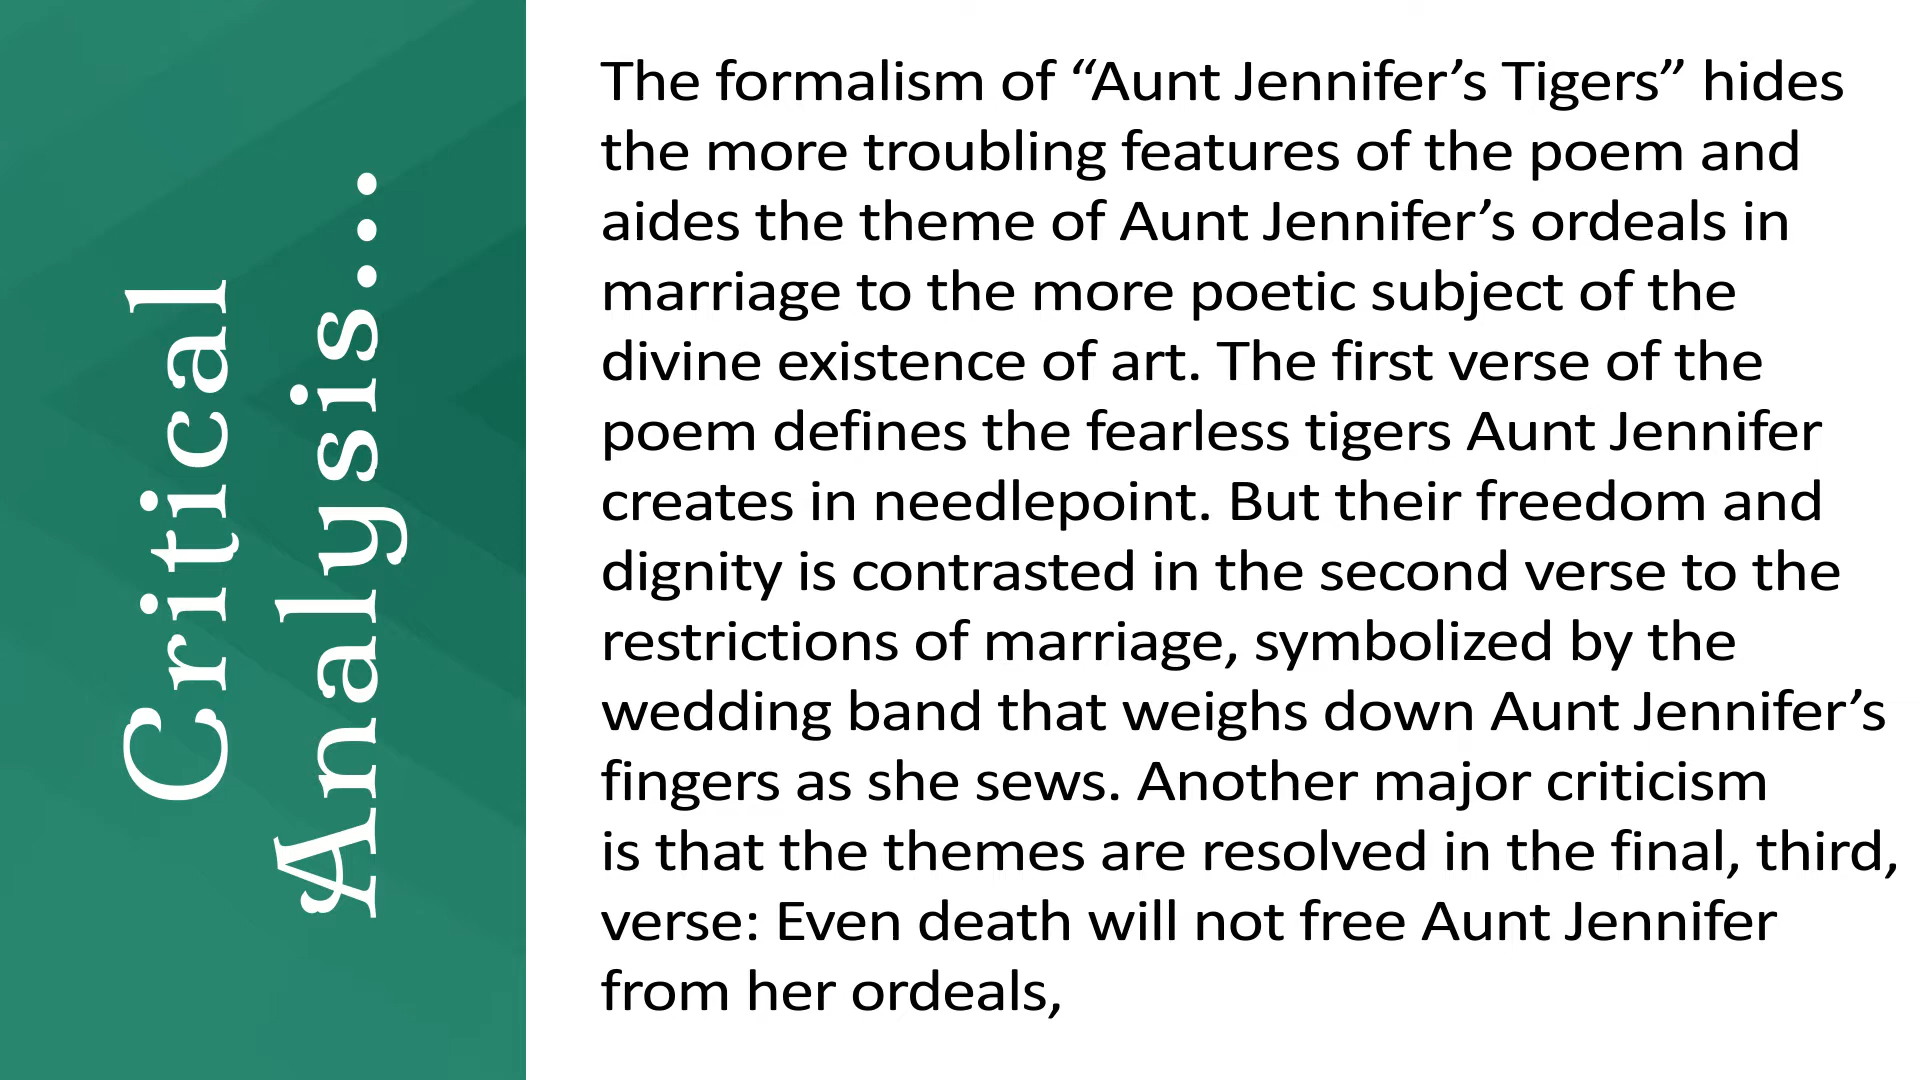 Critical
Analysis...
The formalism of “Aunt Jennifer’s Tigers” hides
the more troubling features of the poem and
aides the theme of Aunt Jennifer’s ordeals in
marriage to the more poetic subject of the
divine existence of art. The first verse of the
poem defines the fearless tigers Aunt Jennifer
creates in needlepoint. But their freedom and
dignity is contrasted in the second verse to the
restrictions of marriage, symbolized by the
wedding band that weighs down Aunt Jennifer’s
fingers as she sews. Another major criticism
is that the themes are resolved in the final, third,
verse: Even death will not free Aunt Jennifer
from her ordeals,